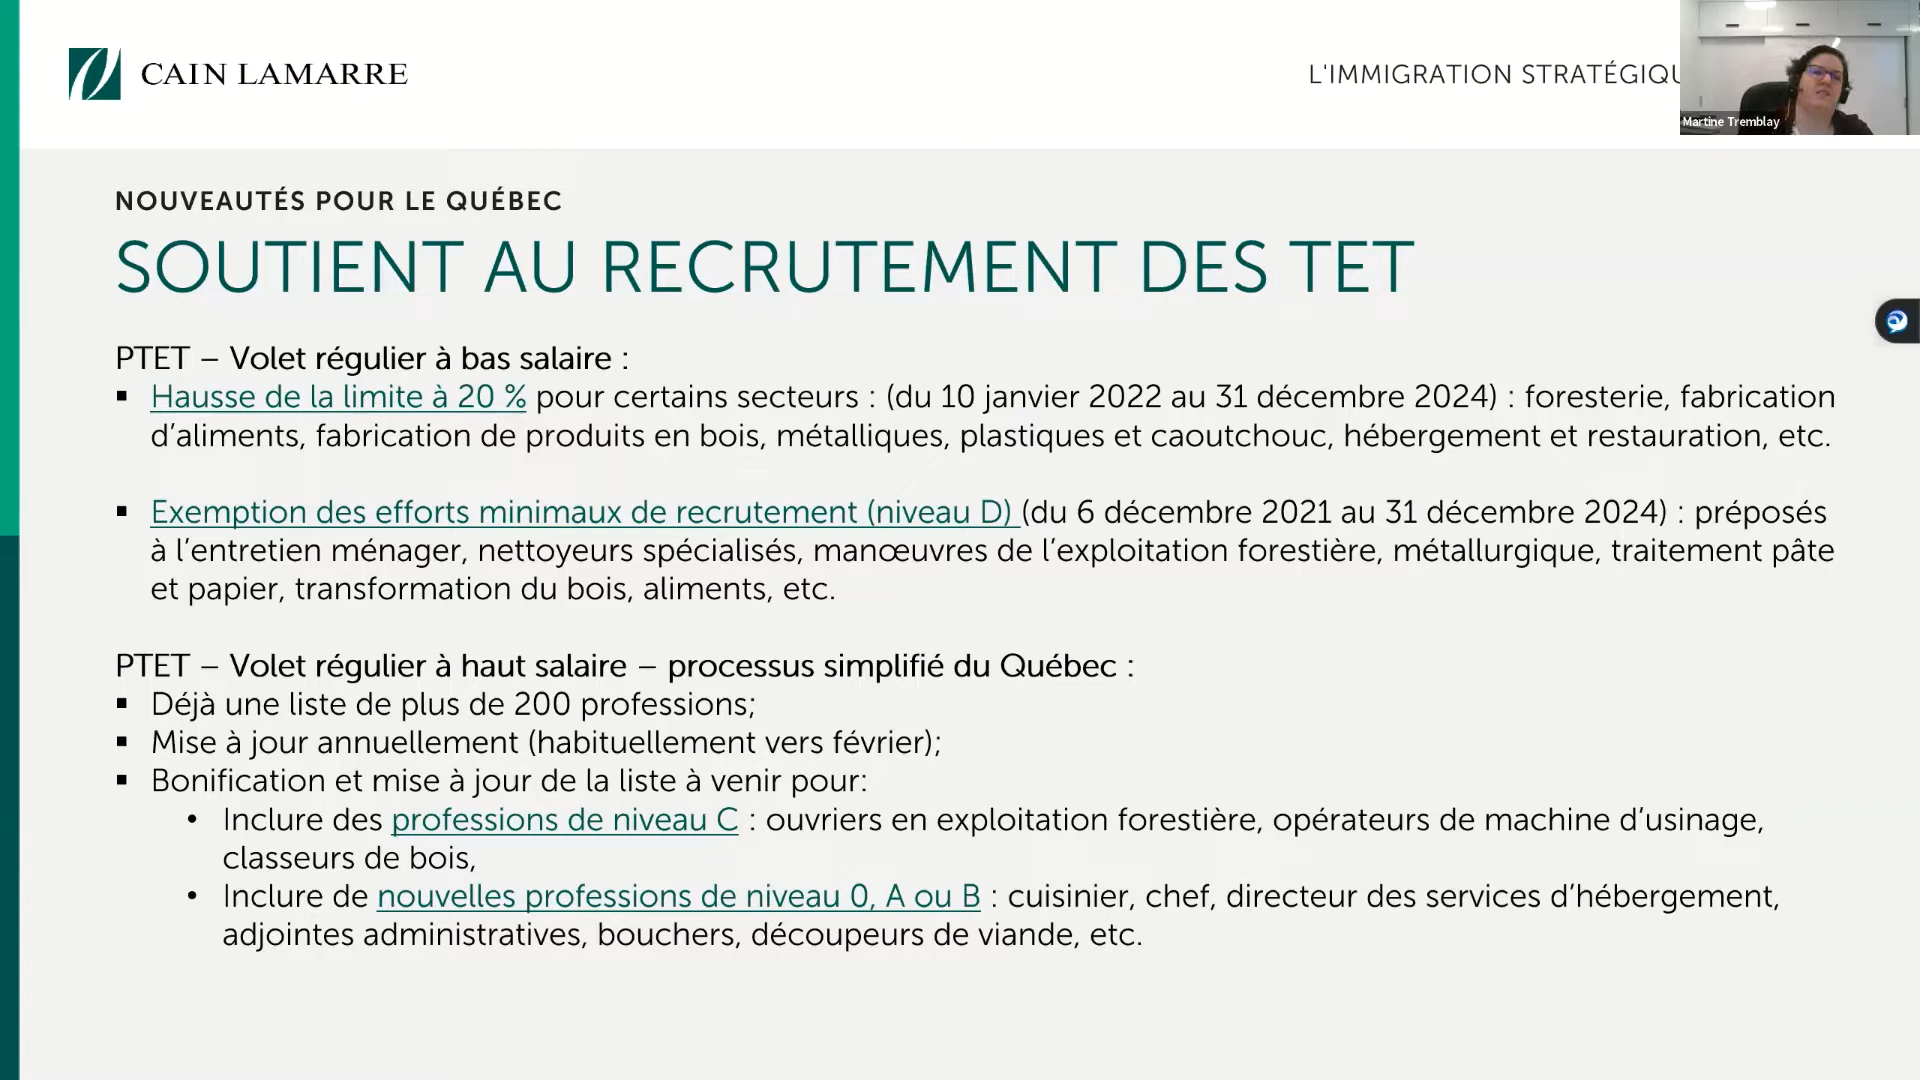 CAIN LAMARRE
L'IMMIGRATION STRATÉGIQU
Martine Tremblay
NOUVEAUTÉS POUR LE QUÉBEC
SOUTIENT AU RECRUTEMENT DES TET
PTET – Volet régulier à bas salaire :
▪ Hausse de la limite à 20 % pour certains secteurs : (du 10 janvier 2022 au 31 décembre 2024) : foresterie, fabrication
d’aliments, fabrication de produits en bois, métalliques, plastiques et caoutchouc, hébergement et restauration, etc.
▪ Exemption des efforts minimaux de recrutement (niveau D) (du 6 décembre 2021 au 31 décembre 2024) : préposés
à l’entretien ménager, nettoyeurs spécialisés, manœuvres de l’exploitation forestière, métallurgique, traitement pâte
et papier, transformation du bois, aliments, etc.
PTET – Volet régulier à haut salaire – processus simplifié du Québec :
▪ Déjà une liste de plus de 200 professions;
▪ Mise à jour annuellement (habituellement vers février);
▪ Bonification et mise à jour de la liste à venir pour:
• Inclure des professions de niveau C : ouvriers en exploitation forestière, opérateurs de machine d’usinage,
classeurs de bois,
• Inclure de nouvelles professions de niveau 0, A ou B : cuisinier, chef, directeur des services d’hébergement,
adjointes administratives, bouchers, découpeurs de viande, etc.